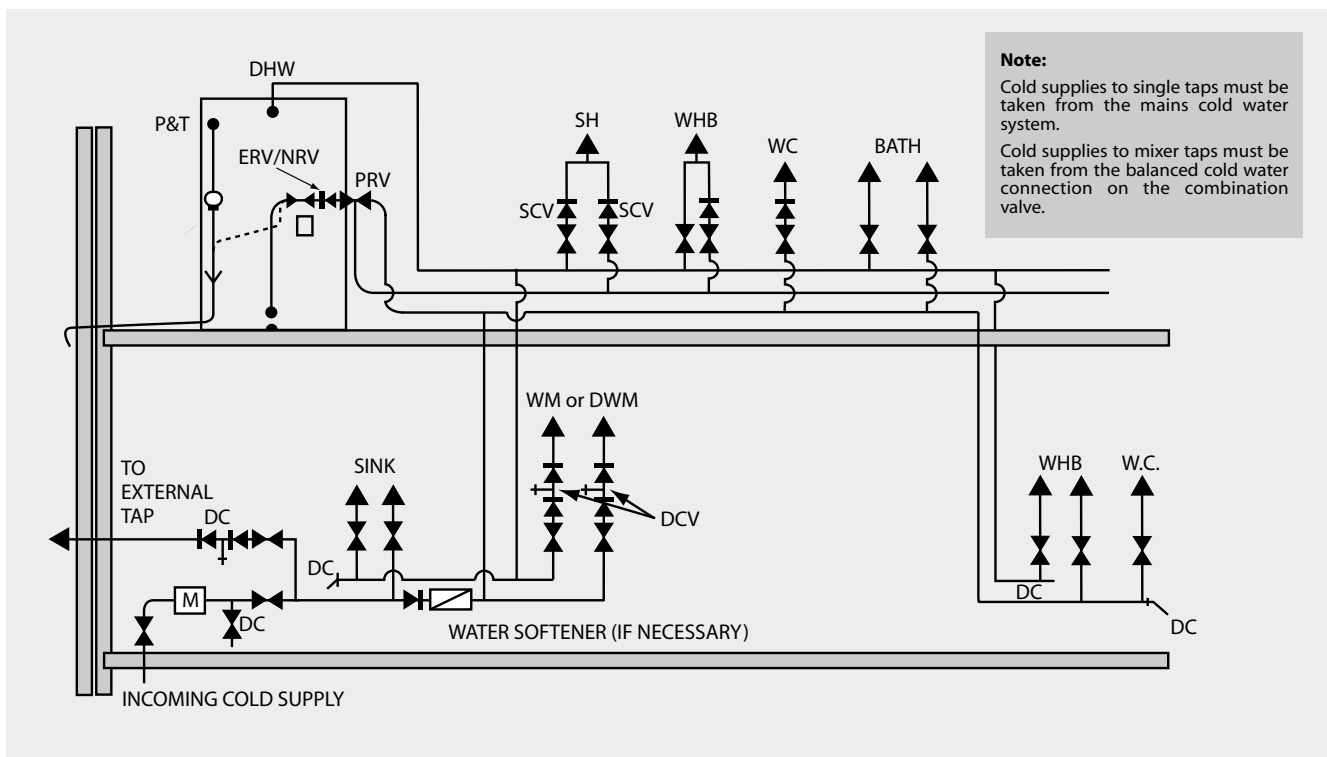 DHW
P&T
ERV/NRV
PRV
SH
WHB
WC
BATH
SCV
SCV
Note:
Cold supplies to single taps must be
taken from the mains cold water
system.
Cold supplies to mixer taps must be
taken from the balanced cold water
connection on the combination
valve.
WM or DWM
TO
EXTERNAL
TAP
DC
SINK
DCV
WHB
W.C.
DC
DC
M
DC
WATER SOFTENER (IF NECESSARY)
DC
INCOMING COLD SUPPLY